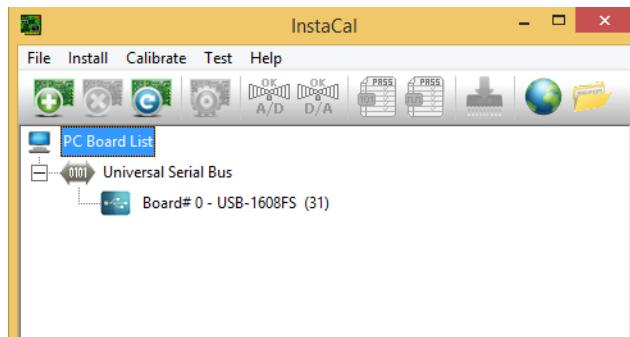 InstaCal
File Install Calibrate Test Help
OK OK PASS PASS
A/D D/A 101
PC Board List
0101 Universal Serial Bus
Board# 0 - USB-1608FS (31)